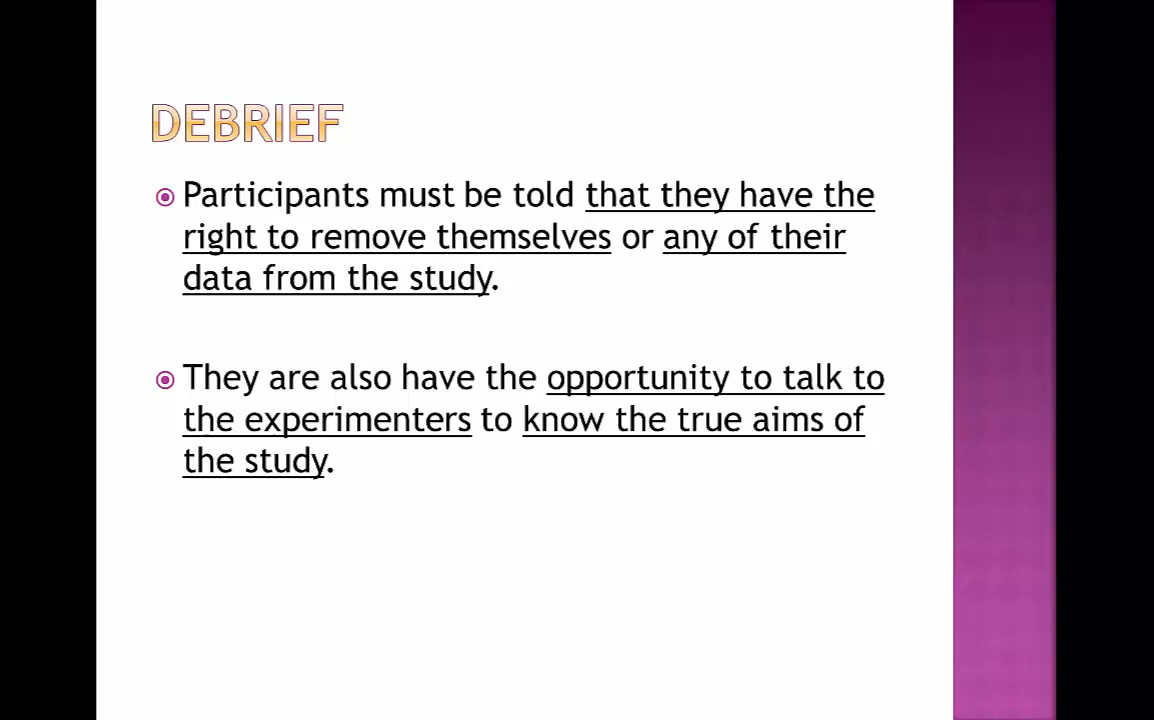 DEBRIEF
Participants must be told that they have the
right to remove themselves or any of their
data from the study.
They are also have the opportunity to talk to
the experimenters to know the true aims of
the study.